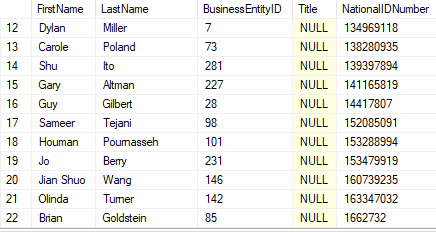 FirstName LastName BusinessEntityID Title NationalIDNumber
12 Dylan Miller 7 NULL 134969118
13 Carole Poland 73 NULL 138280935
14 Shu Ito 281 NULL 139397894
15 Gary Altman 227 NULL 141165819
16 Guy Gilbert 28 NULL 14417807
17 Sameer Tejani 98 NULL 152085091
18 Houman Pournasseh 101 NULL 153288994
19 Jo Berry 231 NULL 153479919
20 Jian Shuo Wang 146 NULL 160739235
21 Olinda Turner 142 NULL 163347032
22 Brian Goldstein 85 NULL 1662732